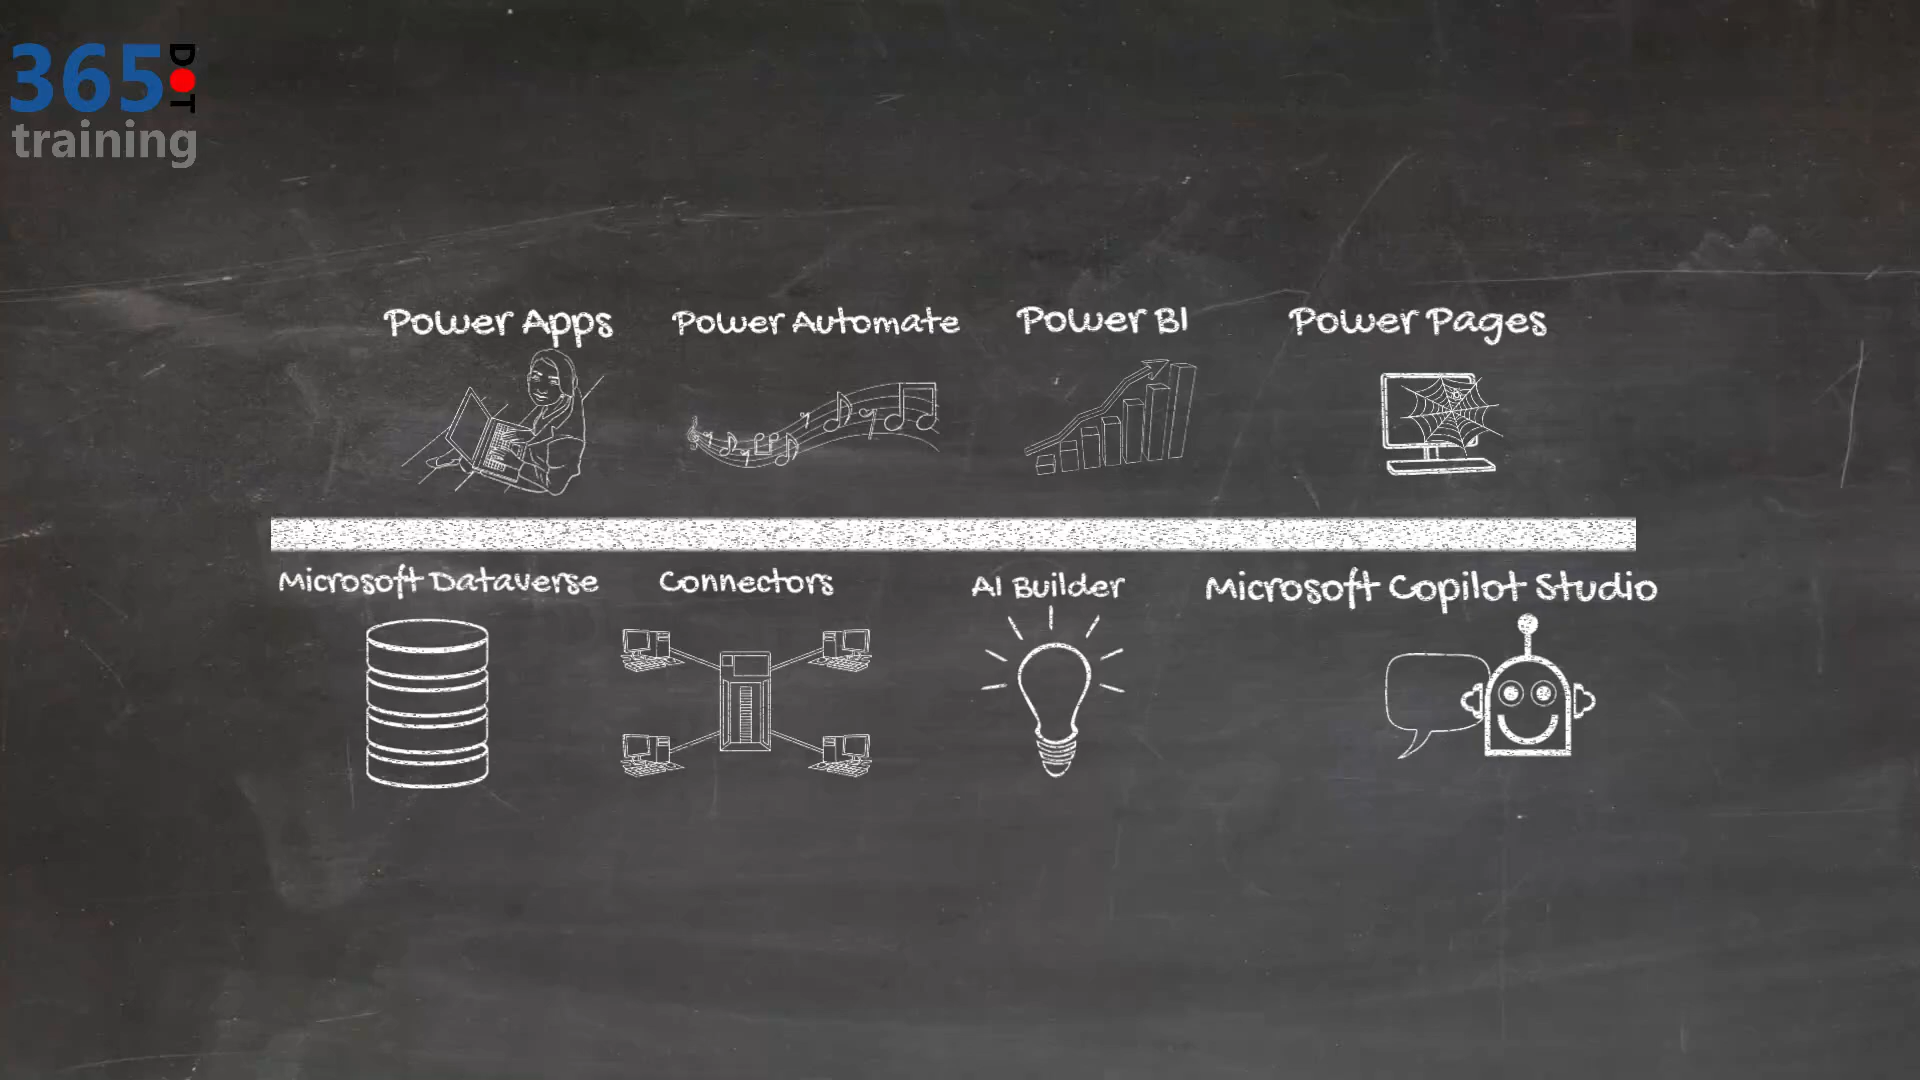 365 DOT
training
Power Apps
Power Automate
Power BI
Power Pages
Microsoft Dataverse
Connectors
AI Builder
Microsoft Copilot Studio